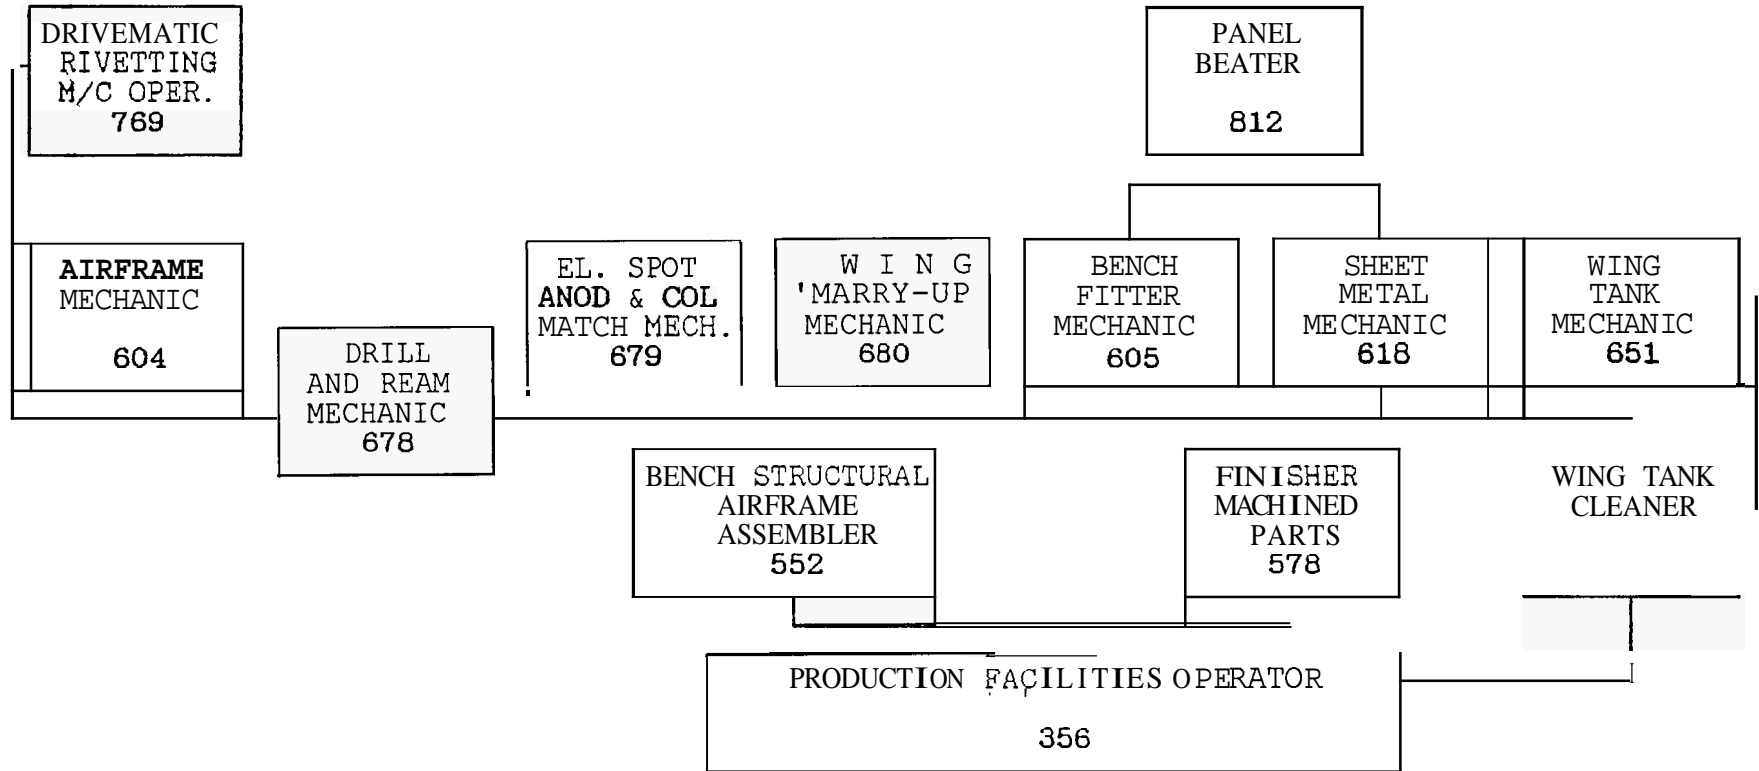 DRIVEMATIC
RIVETTING
M/C OPER.
769
PANEL
BEATER
812
AIRFRAME
MECHANIC
604
DRILL
AND REAM
MECHANIC
678
EL. SPOT
ANOD & COL
MATCH MECH.
679
W I N G
'MARRY-UP
MECHANIC
680
BENCH
FITTER
MECHANIC
605
SHEET
METAL
MECHANIC
618
WING
TANK
MECHANIC
651
BENCH STRUCTURAL
AIRFRAME
ASSEMBLER
552
FINISHER
MACHINED
PARTS
578
WING TANK
CLEANER
PRODUCTION FACILITIES OPERATOR
356